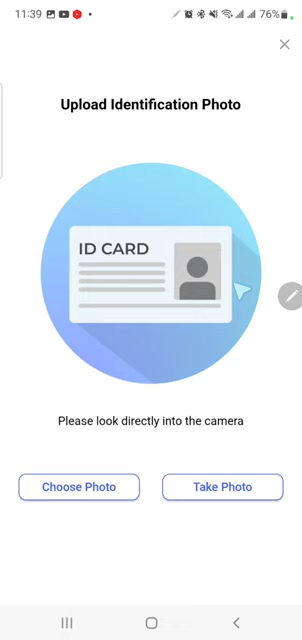 11:39 76%
Upload Identification Photo
ID CARD
Please look directly into the camera
Choose Photo Take Photo